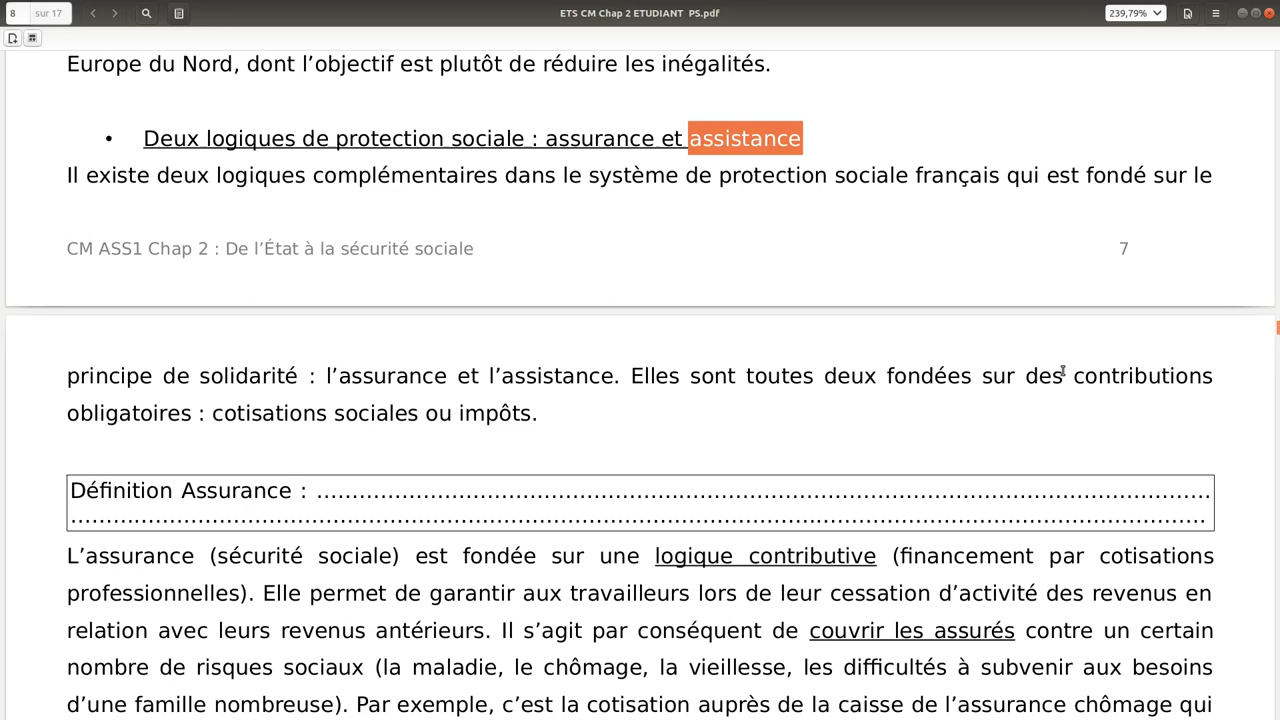 8 sur 17
ETS CM Chap 2 ETUDIANT PS.pdf
239,79%
Europe du Nord, dont l’objectif est plutôt de réduire les inégalités.
• Deux logiques de protection sociale : assurance et assistance
Il existe deux logiques complémentaires dans le système de protection sociale français qui est fondé sur le
CM ASS1 Chap 2 : De l’État à la sécurité sociale 7
principe de solidarité : l’assurance et l’assistance. Elles sont toutes deux fondées sur des contributions
obligatoires : cotisations sociales ou impôts.
Définition Assurance : ………………………………………………………………………………………………………………
………………………………………………………………………………………………………………………………………………
L’assurance (sécurité sociale) est fondée sur une logique contributive (financement par cotisations
professionnelles). Elle permet de garantir aux travailleurs lors de leur cessation d’activité des revenus en
relation avec leurs revenus antérieurs. Il s’agit par conséquent de couvrir les assurés contre un certain
nombre de risques sociaux (la maladie, le chômage, la vieillesse, les difficultés à subvenir aux besoins
d’une famille nombreuse). Par exemple, c’est la cotisation auprès de la caisse de l’assurance chômage qui